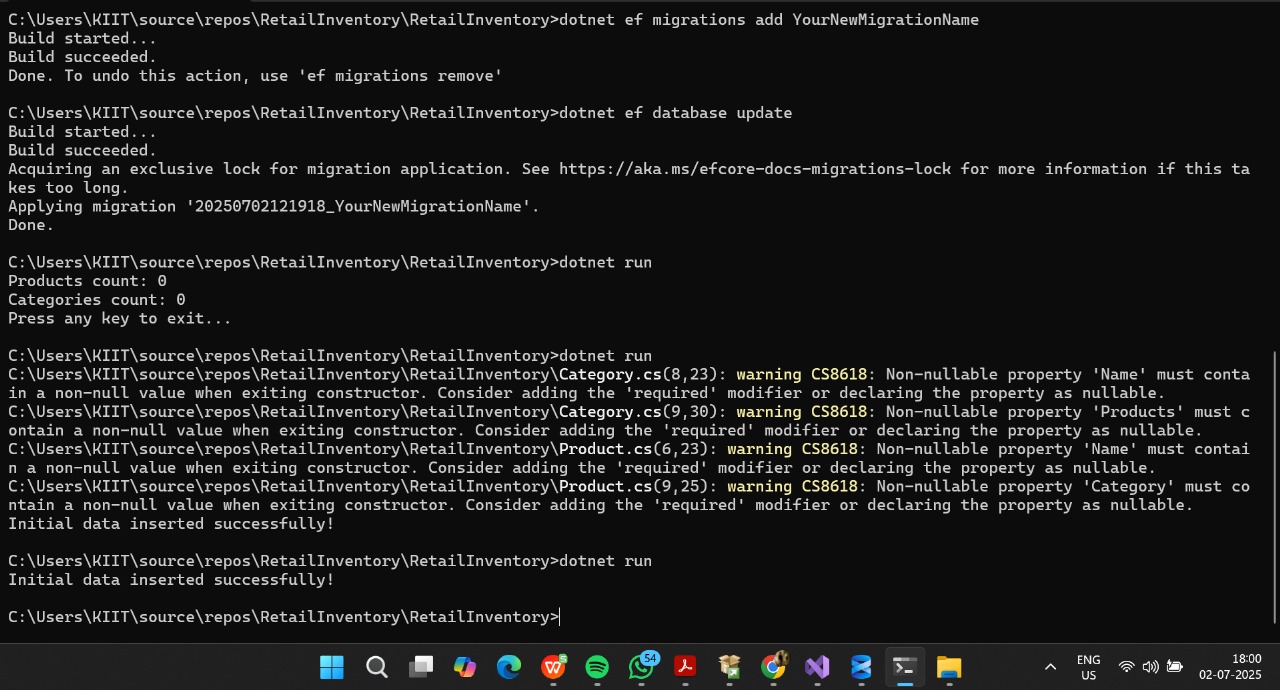 C:\Users\KIIT\source\repos\RetailInventory\RetailInventory>dotnet ef migrations add YourNewMigrationName
Build started...
Build succeeded.
Done. To undo this action, use 'ef migrations remove'
C:\Users\KIIT\source\repos\RetailInventory\RetailInventory>dotnet ef database update
Build started...
Build succeeded.
Acquiring an exclusive lock for migration application. See https://aka.ms/efcore-docs-migrations-lock for more information if this ta
kes too long.
Applying migration '20250702121918_YourNewMigrationName'.
Done.
C:\Users\KIIT\source\repos\RetailInventory\RetailInventory>dotnet run
Products count: 0
Categories count: 0
Press any key to exit...
C:\Users\KIIT\source\repos\RetailInventory\RetailInventory>dotnet run
C:\Users\KIIT\source\repos\RetailInventory\RetailInventory\Category.cs(8,23): warning CS8618: Non-nullable property 'Name' must conta
in a non-null value when exiting constructor. Consider adding the 'required' modifier or declaring the property as nullable.
C:\Users\KIIT\source\repos\RetailInventory\RetailInventory\Category.cs(9,30): warning CS8618: Non-nullable property 'Products' must c
ontain a non-null value when exiting constructor. Consider adding the 'required' modifier or declaring the property as nullable.
C:\Users\KIIT\source\repos\RetailInventory\RetailInventory\Product.cs(6,23): warning CS8618: Non-nullable property 'Name' must contai
n a non-null value when exiting constructor. Consider adding the 'required' modifier or declaring the property as nullable.
C:\Users\KIIT\source\repos\RetailInventory\RetailInventory\Product.cs(9,25): warning CS8618: Non-nullable property 'Category' must co
ntain a non-null value when exiting constructor. Consider adding the 'required' modifier or declaring the property as nullable.
Initial data inserted successfully!
C:\Users\KIIT\source\repos\RetailInventory\RetailInventory>dotnet run
Initial data inserted successfully!
C:\Users\KIIT\source\repos\RetailInventory\RetailInventory>
54
ENG
US
18:00
02-07-2025